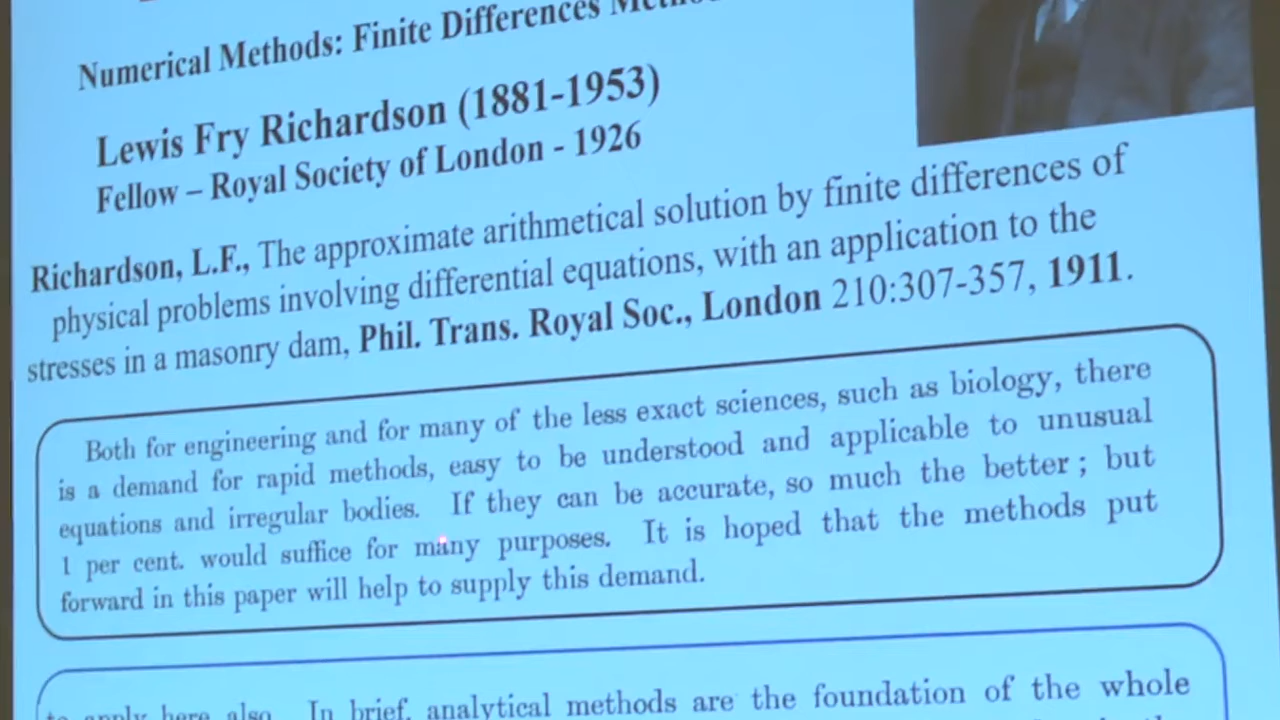 Numerical Methods: Finite Differences
Lewis Fry Richardson (1881-1953)
Fellow – Royal Society of London - 1926
Richardson, L.F., The approximate arithmetical solution by finite differences of
physical problems involving differential equations, with an application to the
stresses in a masonry dam, Phil. Trans. Royal Soc., London 210:307-357, 1911.
Both for engineering and for many of the less exact sciences, such as biology, there
is a demand for rapid methods, easy to be understood and applicable to unusual
equations and irregular bodies. If they can be accurate, so much the better; but
1 per cent. would suffice for many purposes. It is hoped that the methods put
forward in this paper will help to supply this demand.
to apply here also. In brief, analytical methods are the foundation of the whole